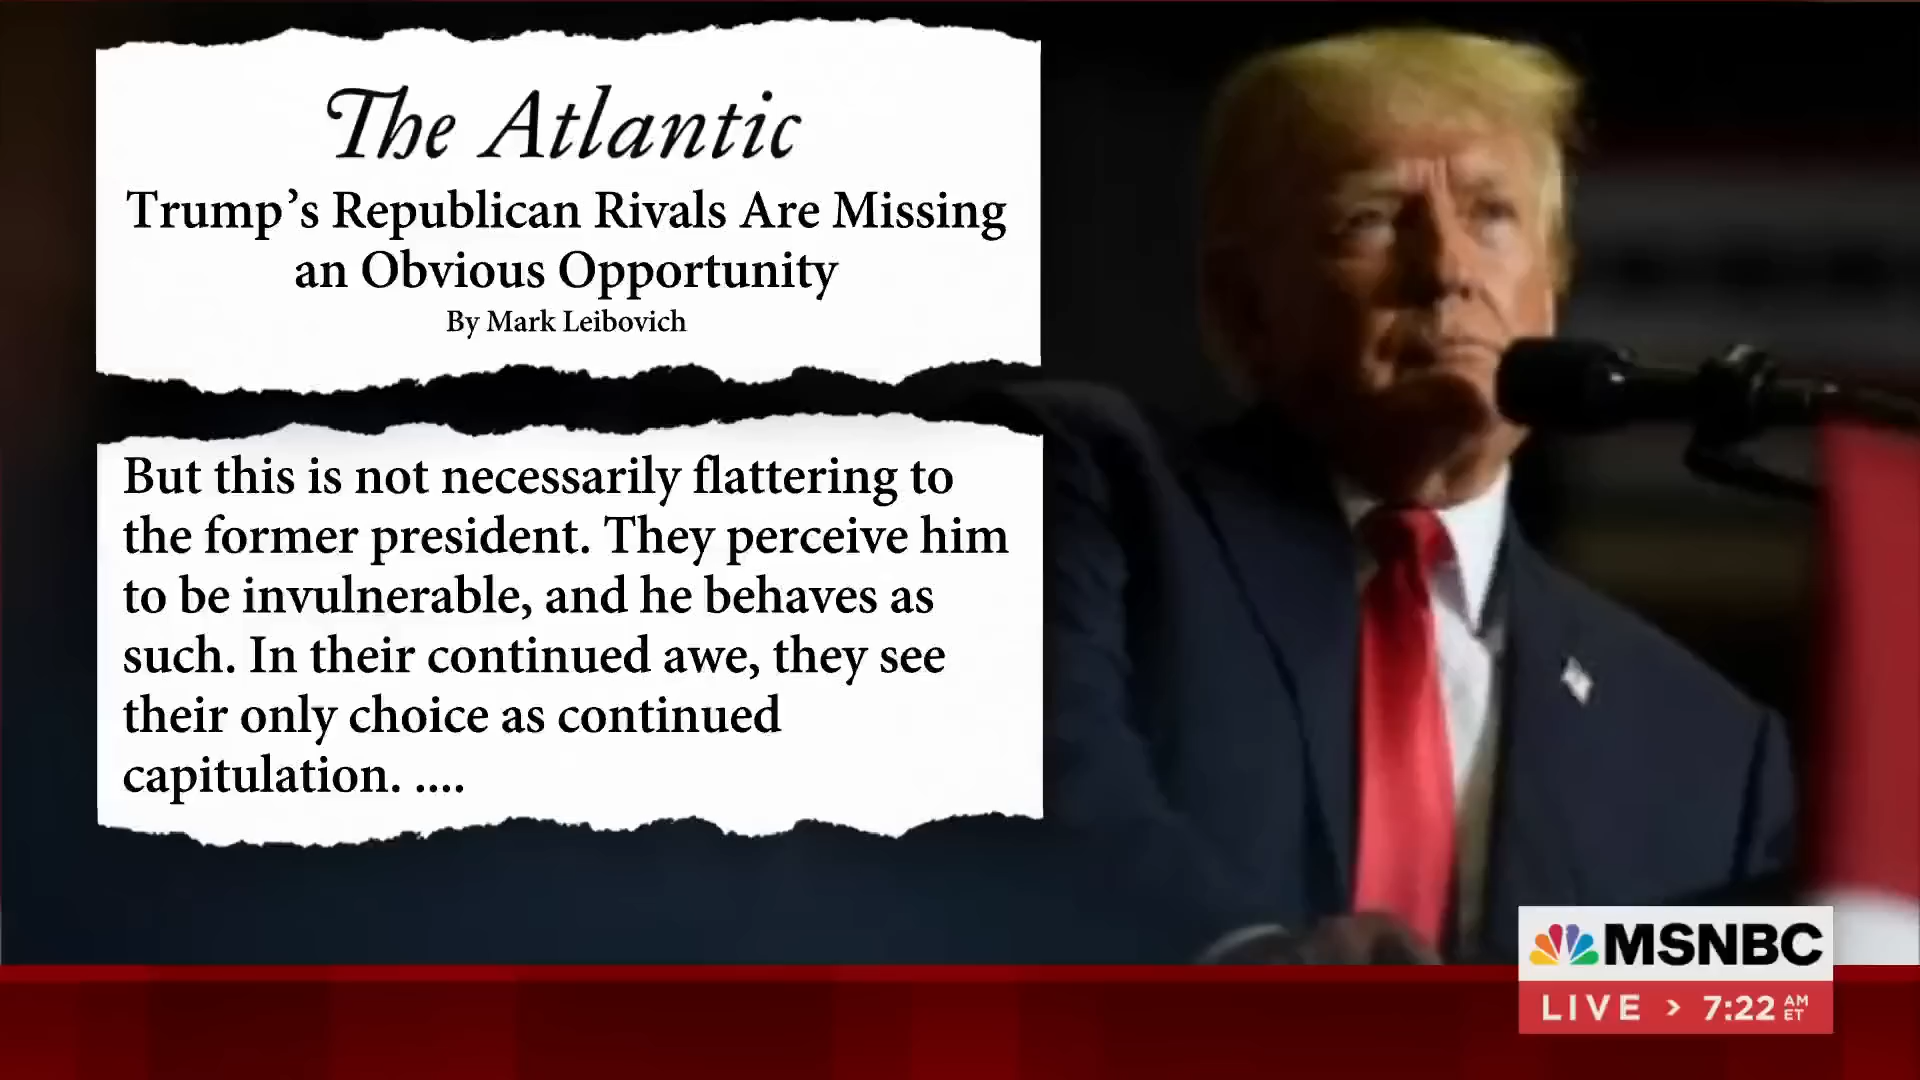 The Atlantic
Trump’s Republican Rivals Are Missing
an Obvious Opportunity
By Mark Leibovich
But this is not necessarily flattering to
the former president. They perceive him
to be invulnerable, and he behaves as
such. In their continued awe, they see
their only choice as continued
capitulation. ....
MSNBC
LIVE > 7:22 AM ET